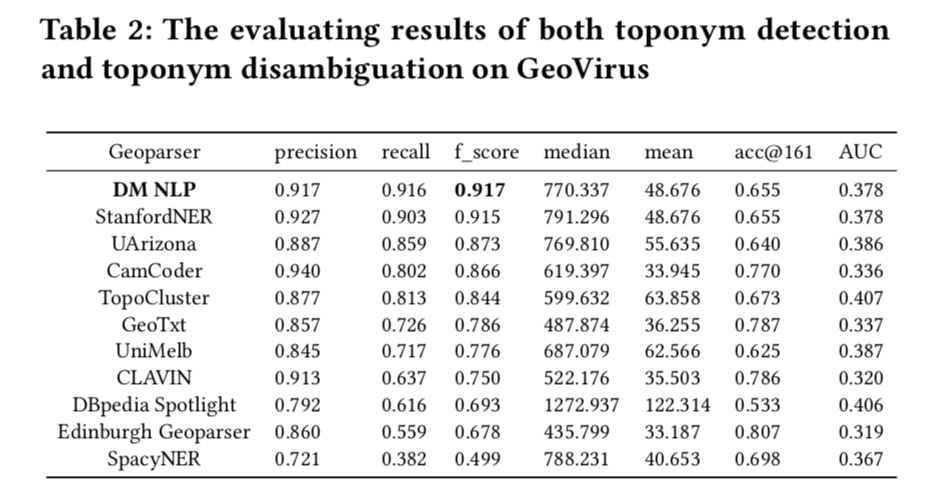 Table 2: The evaluating results of both toponym detection
and toponym disambiguation on GeoVirus
Geoparser precision recall f_score median mean acc@161 AUC
DM NLP 0.917 0.916 0.917 770.337 48.676 0.655 0.378
StanfordNER 0.927 0.903 0.915 791.296 48.676 0.655 0.378
UArizona 0.887 0.859 0.873 769.810 55.635 0.640 0.386
CamCoder 0.940 0.802 0.866 619.397 33.945 0.770 0.336
TopoCluster 0.877 0.813 0.844 599.632 63.858 0.673 0.407
GeoTxt 0.857 0.726 0.786 487.874 36.255 0.787 0.337
UniMelb 0.845 0.717 0.776 687.079 62.566 0.625 0.387
CLAVIN 0.913 0.637 0.750 522.176 35.503 0.786 0.320
DBpedia Spotlight 0.792 0.616 0.693 1272.937 122.314 0.533 0.406
Edinburgh Geoparser 0.860 0.559 0.678 435.799 33.187 0.807 0.319
SpacyNER 0.721 0.382 0.499 788.231 40.653 0.698 0.367